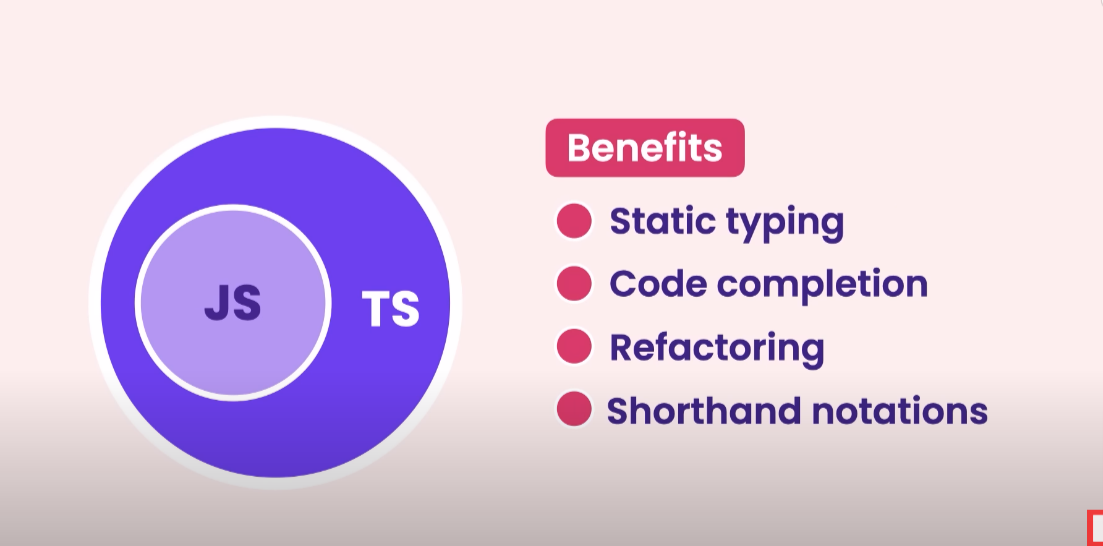 JS
TS
Benefits
Static typing
Code completion
Refactoring
Shorthand notations